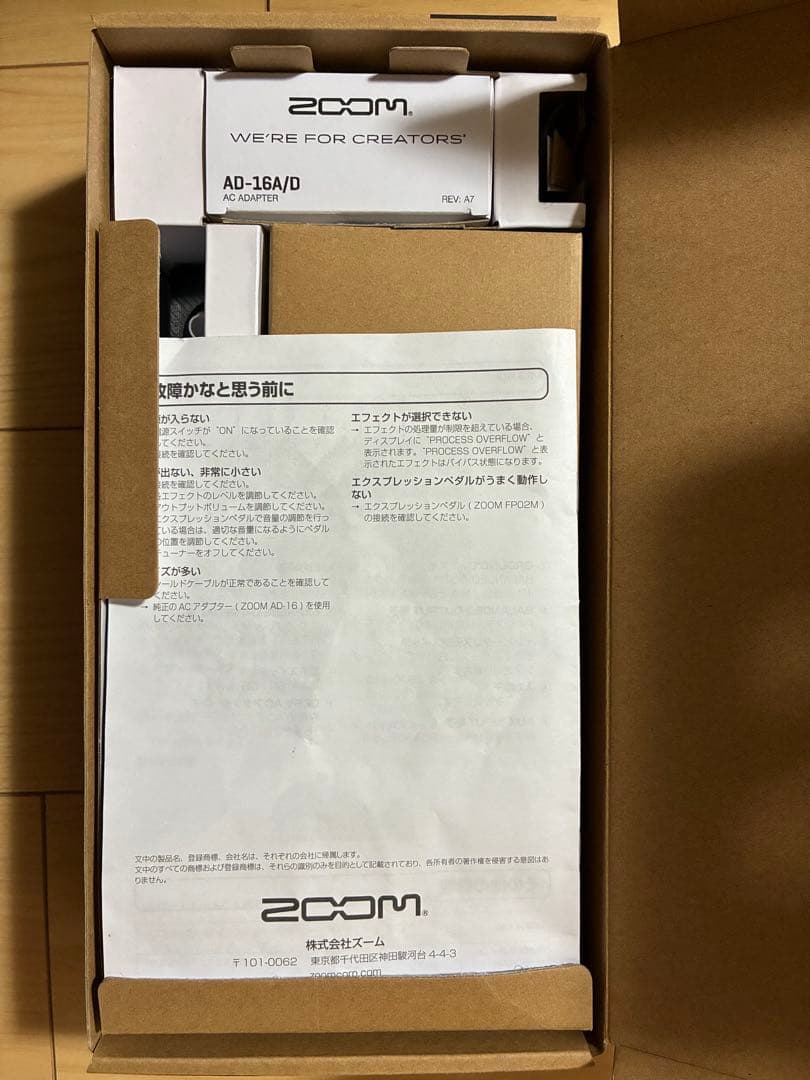 ZOOM
WE'RE FOR CREATORS
AD-16A/D
AC ADAPTER
REV: A7
故障かなと思う前に
が入らない
源スイッチが“ON”になっていることを確認
してください。
接続を確認してください。
が出ない、非常に小さい
接続を確認してください。
各エフェクトのレベルを調節してください。
アウトプットボリュームを調節してください。
エクスプレッションペダルで音量の調節を行っ
ている場合は、適切な音量になるようにペダル
の位置を調節してください。
チューナーをオフしてください。
イズが多い
シールドケーブルが正常であることを確認して
ください。
→ 純正の AC アダプター ( ZOOM AD-16 ) を使用
してください。
エフェクトが選択できない
→ エフェクトの処理量が制限を超えている場合、
ディスプレイに “PROCESS OVERFLOW” と
表示されます。“PROCESS OVERFLOW” と表
示されたエフェクトはバイパス状態になります。
エクスプレッションペダルがうまく動作し
ない
→ エクスプレッションペダル ( ZOOM FP02M )
の接続を確認してください。
文中の製品名、登録商標、会社名は、それぞれの会社に帰属します。
文中のすべての商標および登録商標は、それらの識別のみを目的として記載されており、各所有者の著作権を侵害する意図はあ
りません。
ZOOM
株式会社ズーム
〒101-0062 東京都千代田区神田駿河台 4-4-3
zoomcorp.com